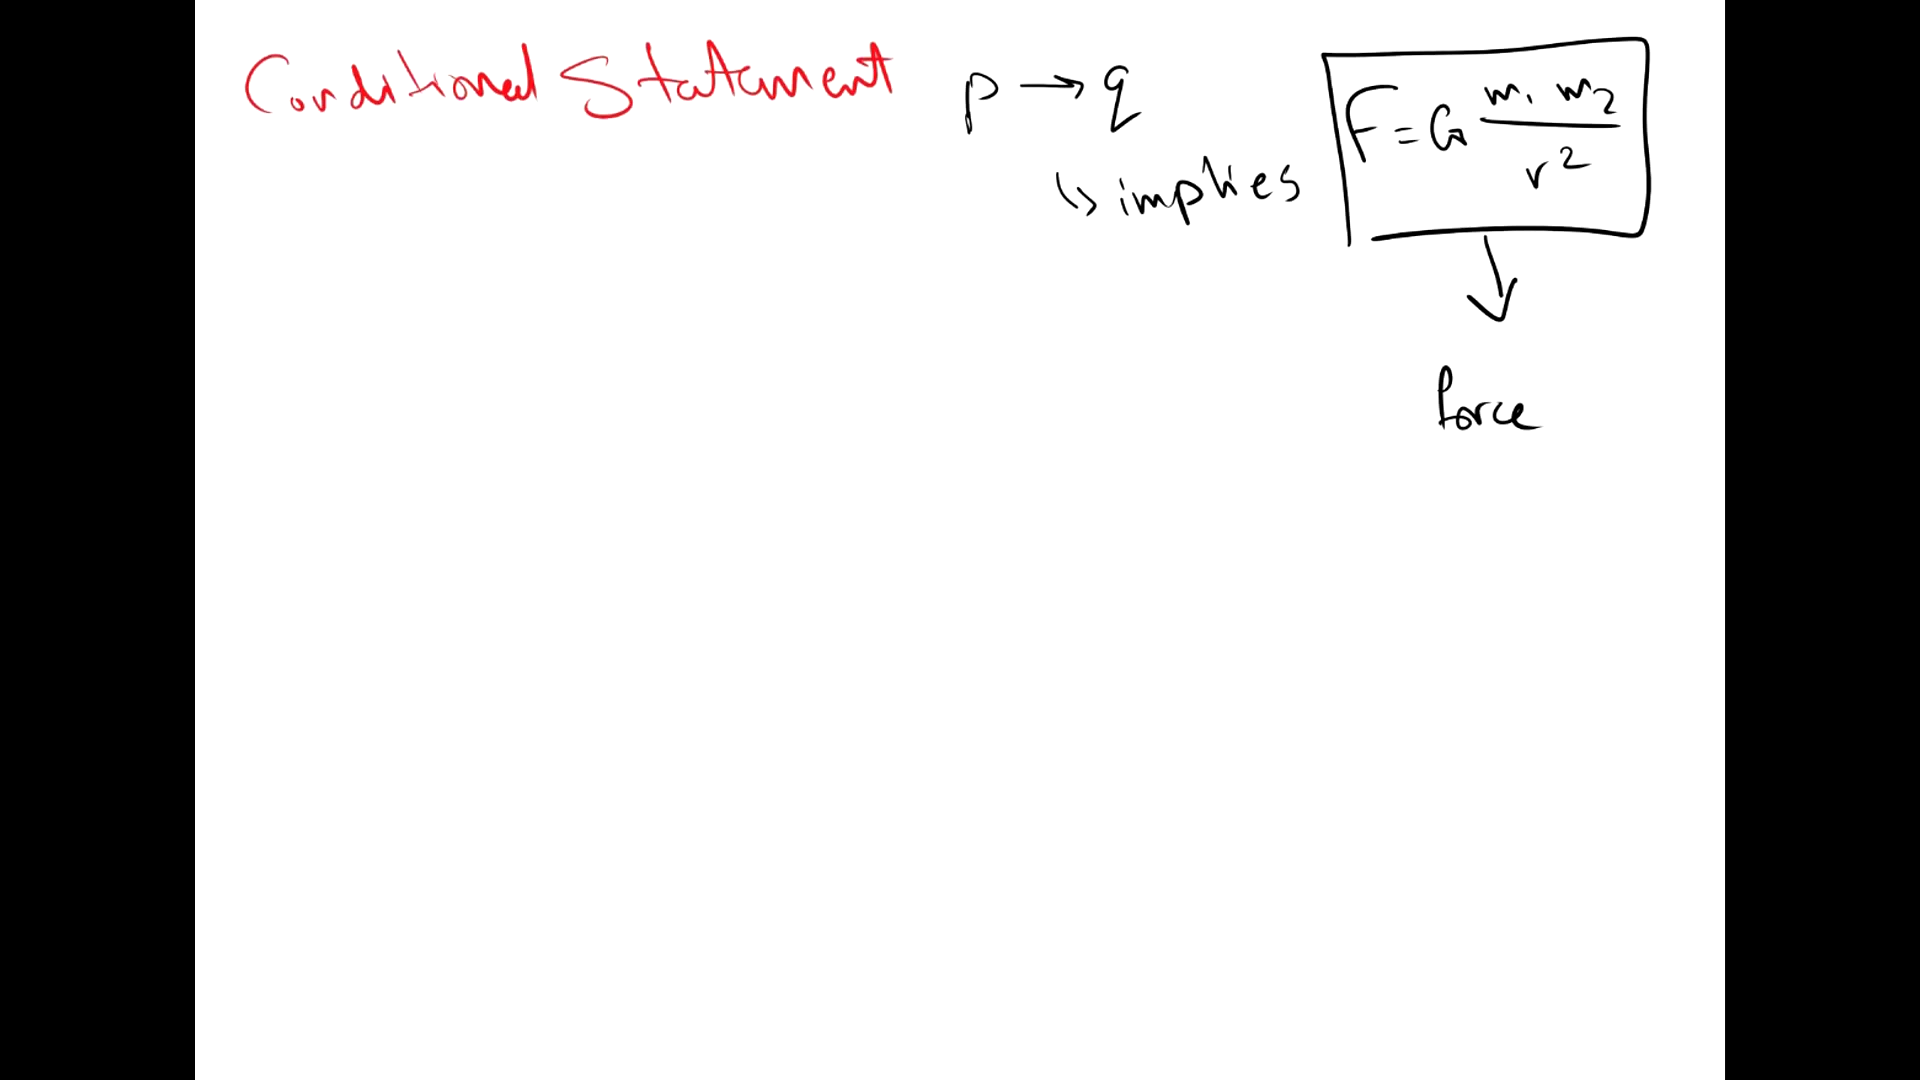 Conditional Statement p → q
↳ implies
F = G m₁ m₂ / r²
force